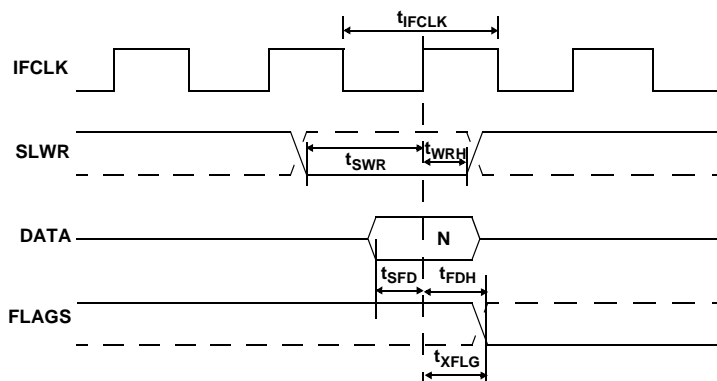 tIFCLK
IFCLK
SLWR
tSWR
tWRH
DATA
N
tSFD
tFDH
FLAGS
tXFLG